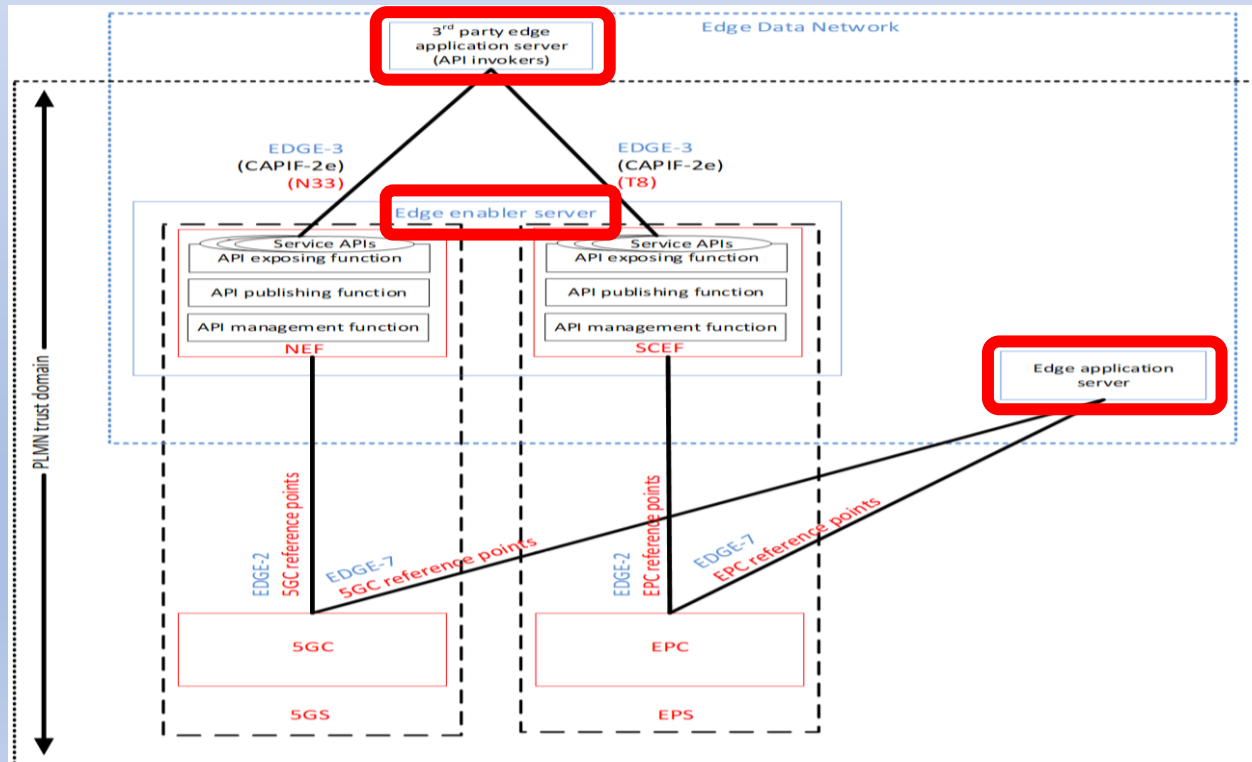 3rd party edge
application server
(API invokers)
Edge Data Network
EDGE-3
(CAPIF-2e)
(N33)
EDGE-3
(CAPIF-2e)
(T8)
Edge enabler server
Service APIs
API exposing function
API publishing function
API management function
NEF
Service APIs
API exposing function
API publishing function
API management function
SCEF
Edge application
server
PLMN trust domain
EDGE-2
5GC reference points
EDGE-7
5GC reference points
EDGE-2
EPC reference points
EDGE-7
EPC reference points
5GC
5GS
EPC
EPS